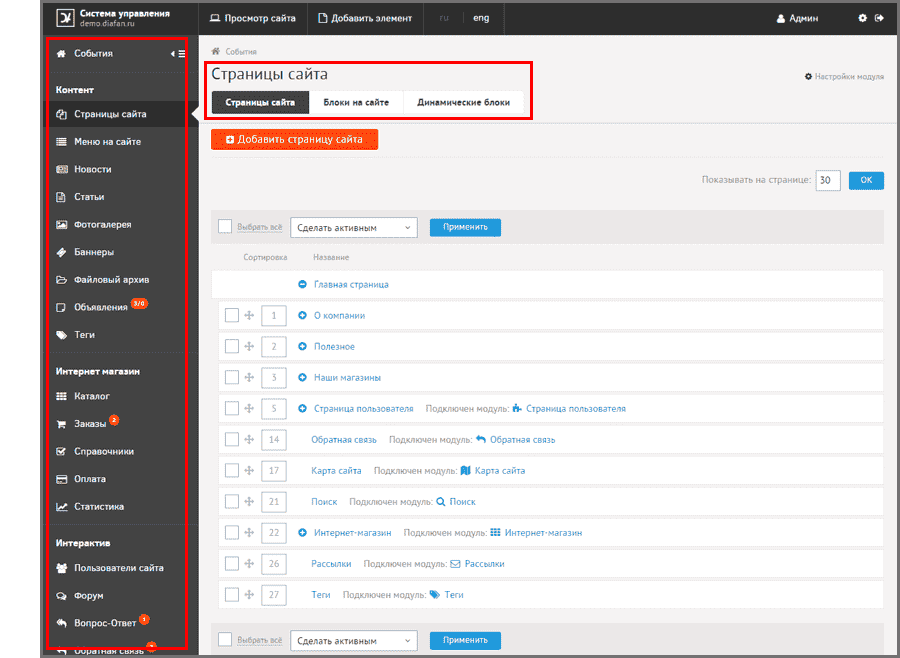 Система управления
demo.diafan.ru
Просмотр сайта
Добавить элемент
ru
eng
Админ
События
Контент
Страницы сайта
Меню на сайте
Новости
Статьи
Фотогалерея
Баннеры
Файловый архив
Объявления 3/0
Теги
Интернет магазин
Каталог
Заказы 2
Справочники
Оплата
Статистика
Интерактив
Пользователи сайта
Форум
Вопрос-Ответ 1
Обратная связь
События
Страницы сайта
Настройки модуля
Страницы сайта Блоки на сайте Динамические блоки
Добавить страницу сайта
Показывать на странице: 30 ОК
Выбрать всё Сделать активным Применить
Сортировка Название
Главная страница
1 О компании
2 Полезное
3 Наши магазины
5 Страница пользователя Подключен модуль: Страница пользователя
14 Обратная связь Подключен модуль: Обратная связь
17 Карта сайта Подключен модуль: Карта сайта
21 Поиск Подключен модуль: Поиск
22 Интернет-магазин Подключен модуль: Интернет-магазин
26 Рассылки Подключен модуль: Рассылки
27 Теги Подключен модуль: Теги
Выбрать всё Сделать активным Применить